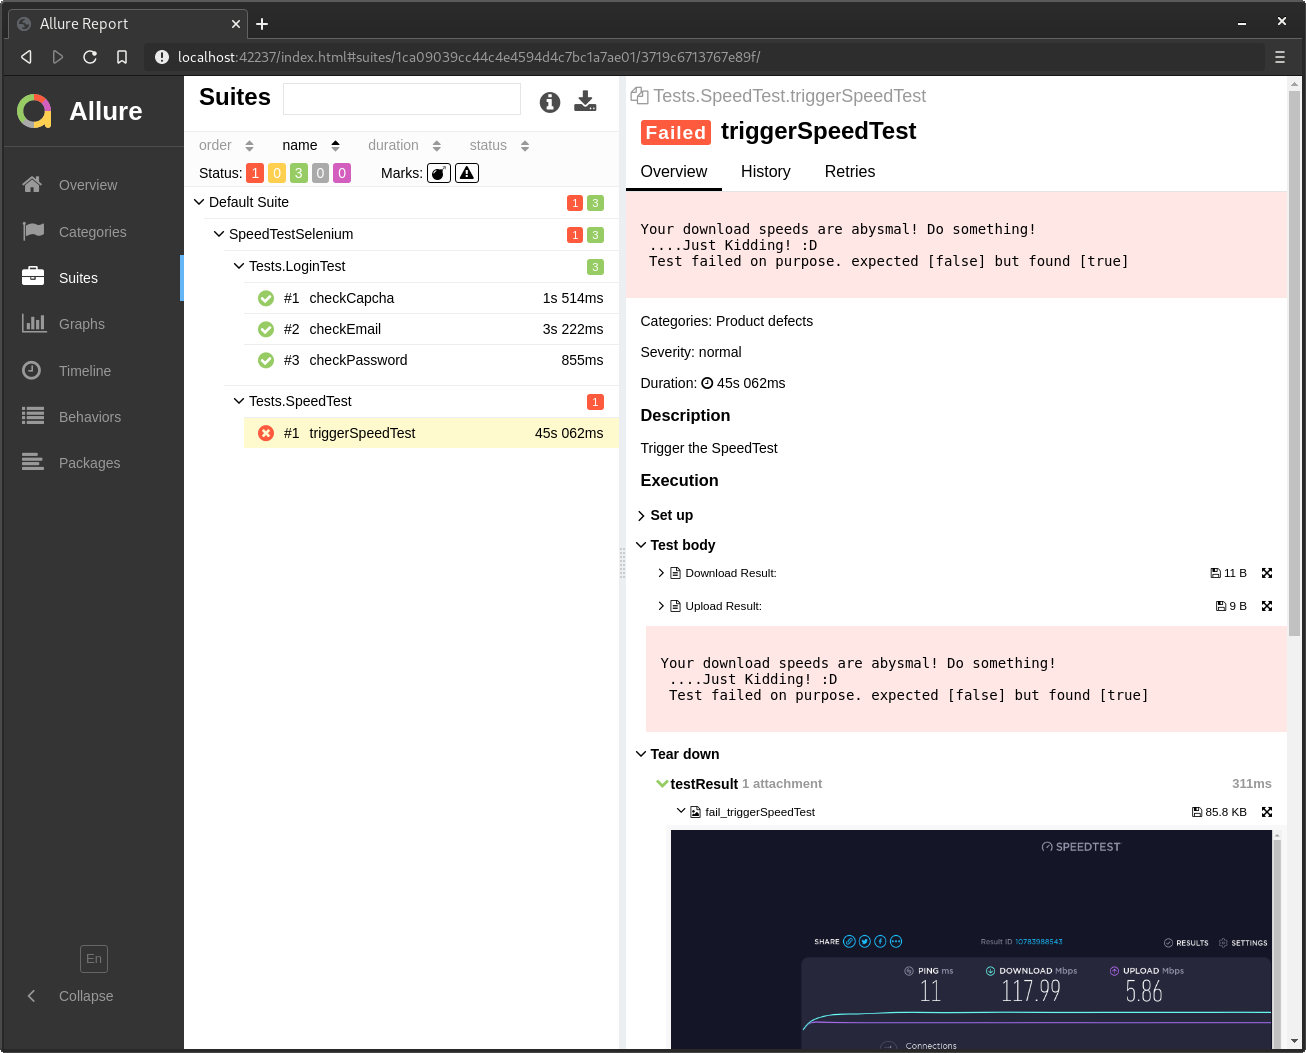 Allure Report
localhost:42237/index.html#suites/1ca09039cc44c4e4594d4c7bc1a7ae01/3719c6713767e89f/
Allure
Overview
Categories
Suites
Graphs
Timeline
Behaviors
Packages
En
Collapse
Suites
order name duration status
Status: 1 0 3 0 0 Marks:
Default Suite 1 3
SpeedTestSelenium 1 3
Tests.LoginTest 3
#1 checkCapcha 1s 514ms
#2 checkEmail 3s 222ms
#3 checkPassword 855ms
Tests.SpeedTest 1
#1 triggerSpeedTest 45s 062ms
Tests.SpeedTest.triggerSpeedTest
Failed triggerSpeedTest
Overview History Retries
Your download speeds are abysmal! Do something!
....Just Kidding! :D
Test failed on purpose. expected [false] but found [true]
Categories: Product defects
Severity: normal
Duration: 45s 062ms
Description
Trigger the SpeedTest
Execution
Set up
Test body
Download Result: 11 B
Upload Result: 9 B
Your download speeds are abysmal! Do something!
....Just Kidding! :D
Test failed on purpose. expected [false] but found [true]
Tear down
testResult 1 attachment 311ms
fail_triggerSpeedTest 85.8 KB
SPEEDTEST
SHARE Result ID 10783988543 RESULTS SETTINGS
PING ms DOWNLOAD Mbps UPLOAD Mbps
11 117.99 5.86
Connections